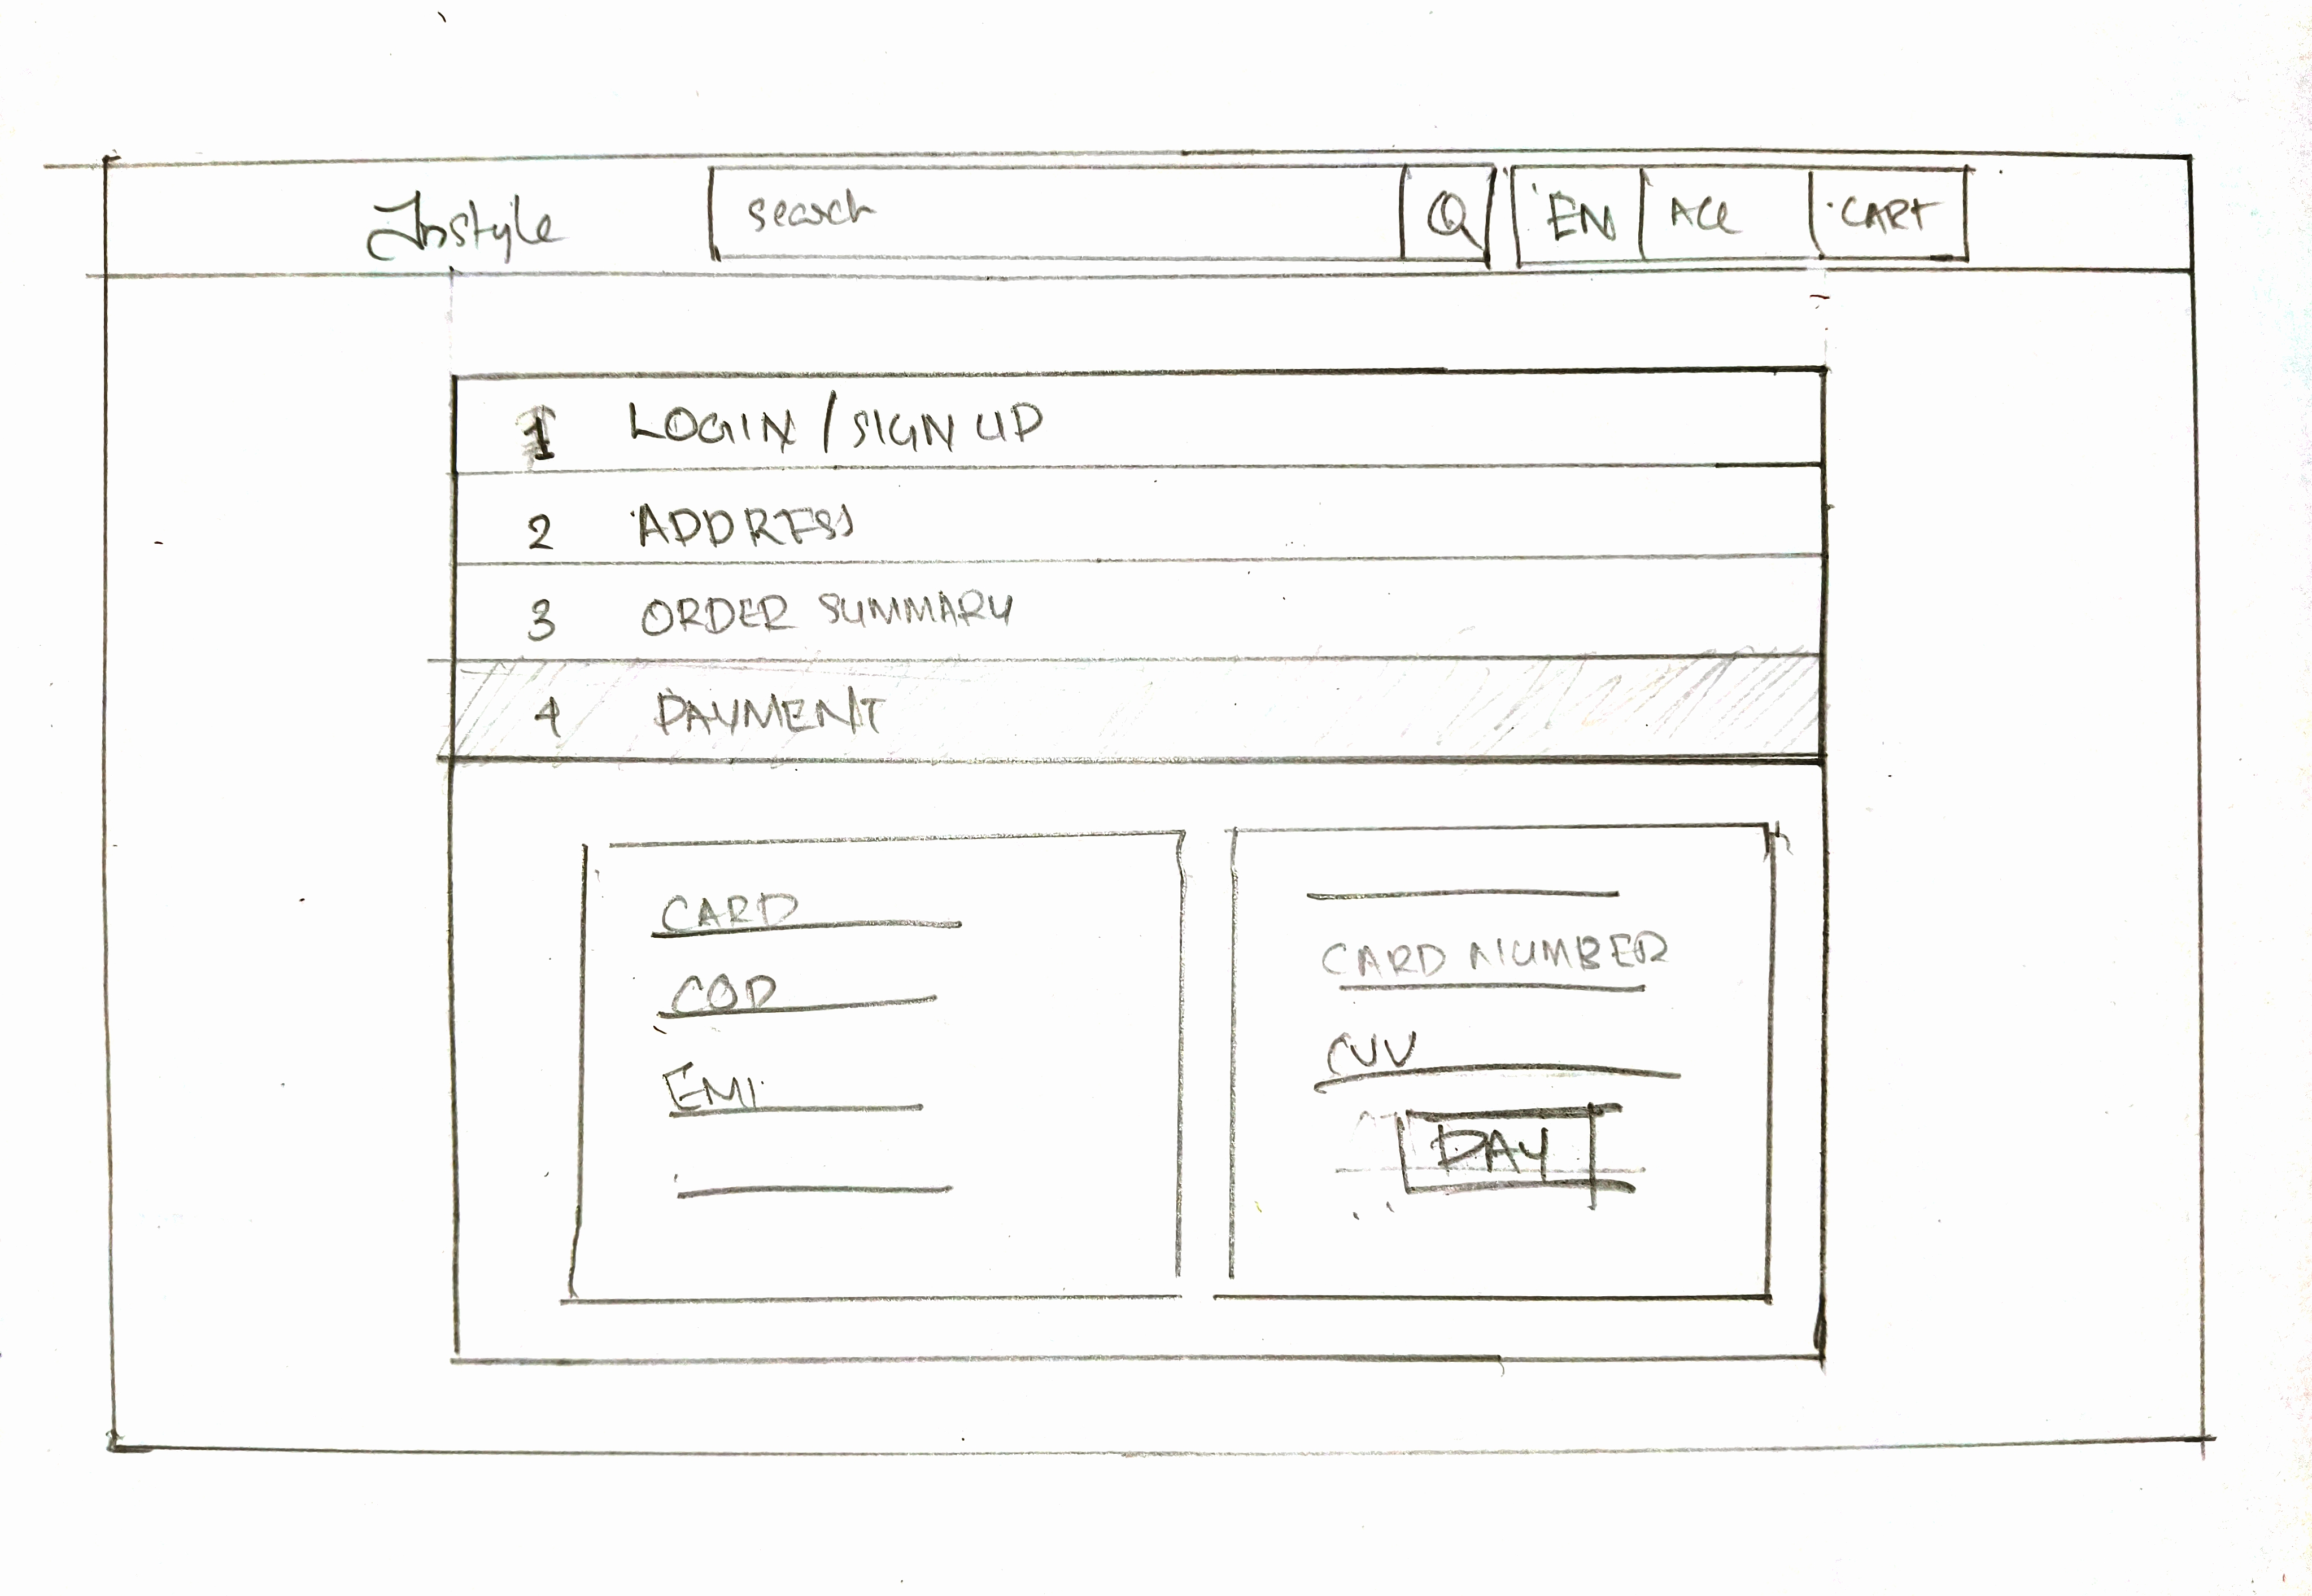 Instyle search Q EN ACC CART
1 LOGIN / SIGN UP
2 ADDRESS
3 ORDER SUMMARY
4 PAYMENT
CARD
COD
EMI
CARD NUMBER
CVV
PAY